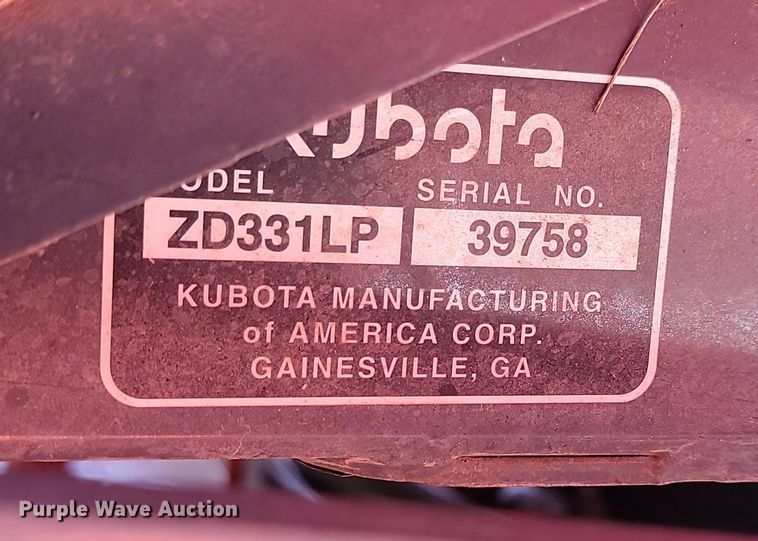 Kubota
MODEL SERIAL NO.
ZD331LP 39758
KUBOTA MANUFACTURING
of AMERICA CORP.
GAINESVILLE, GA
Purple Wave Auction